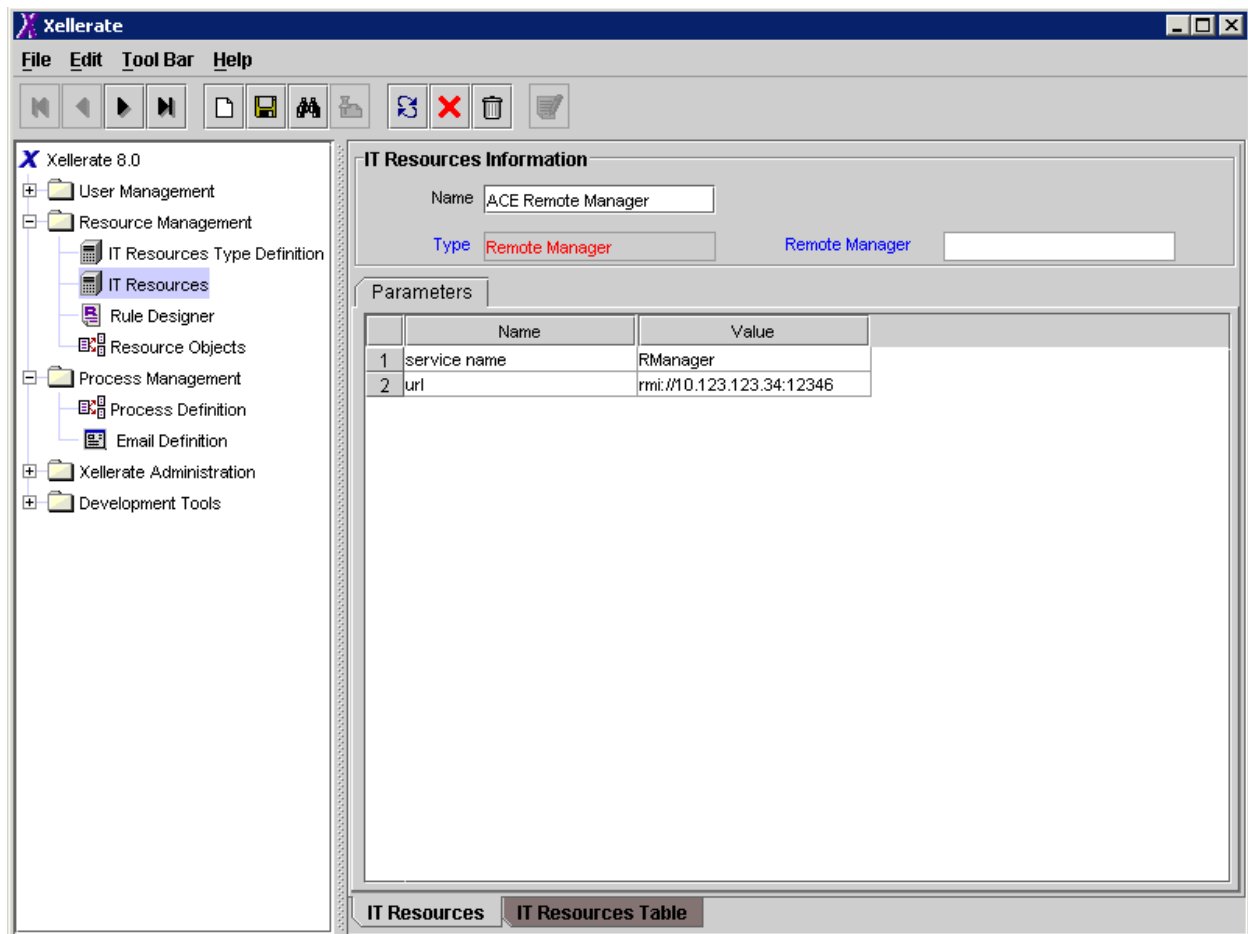 Xellerate
File Edit Tool Bar Help
Xellerate 8.0
User Management
Resource Management
IT Resources Type Definition
IT Resources
Rule Designer
Resource Objects
Process Management
Process Definition
Email Definition
Xellerate Administration
Development Tools
IT Resources Information
Name ACE Remote Manager
Type Remote Manager Remote Manager
Parameters
Name Value
1 service name RManager
2 url rmi://10.123.123.34:12346
IT Resources IT Resources Table